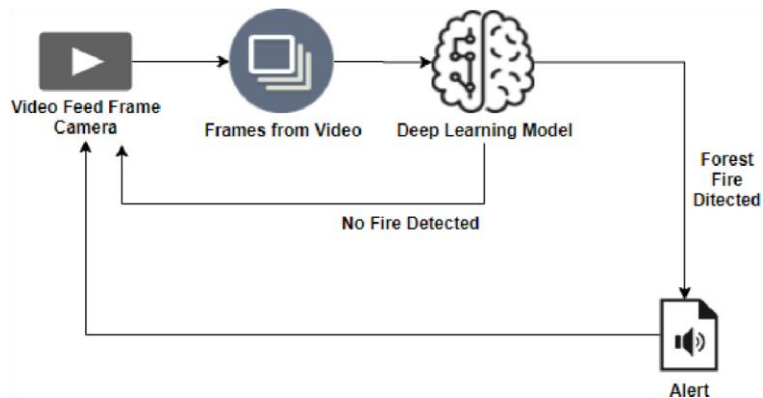 Video Feed Frame
Camera
Frames from Video
Deep Learning Model
No Fire Detected
Forest
Fire
Ditected
Alert